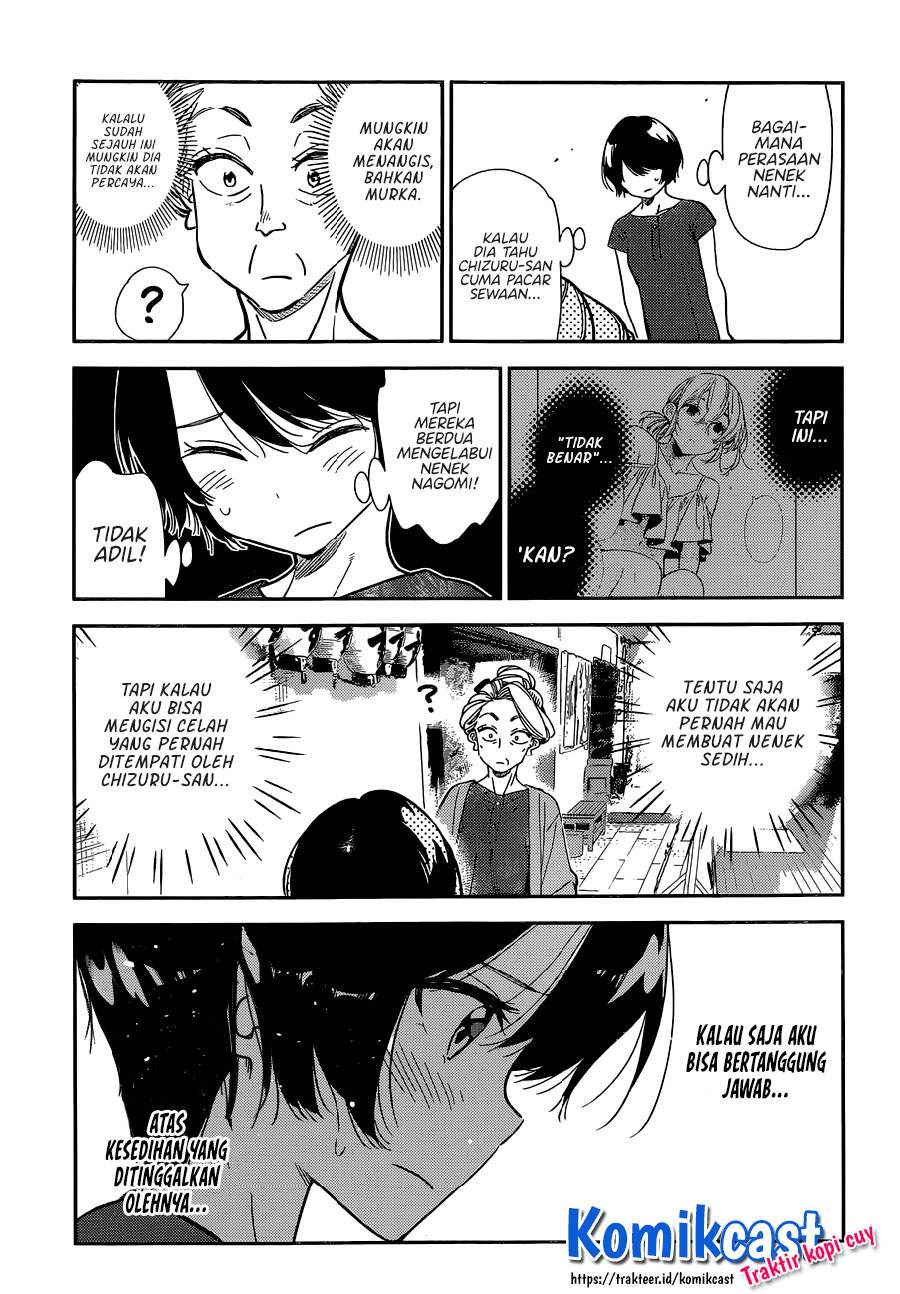 BAGAI-
MANA
PERASAAN
NENEK
NANTI...
KALAU
DIA TAHU
CHIZURU-SAN
CUMA PACAR
SEWAAN...
MUNGKIN
AKAN
MENANGIS,
BAHKAN
MURKA.
KALALU
SUDAH
SEJAUH INI
MUNGKIN DIA
TIDAK AKAN
PERCAYA...
?
TAPI
INI...
"TIDAK
BENAR"...
'KAN?
TAPI
MEREKA
BERDUA
MENGELABUI
NENEK
NAGOMI!
TIDAK
ADIL!
TENTU SAJA
AKU TIDAK AKAN
PERNAH MAU
MEMBUAT NENEK
SEDIH...
?
TAPI KALAU
AKU BISA
MENGISI CELAH
YANG PERNAH
DITEMPATI OLEH
CHIZURU-SAN...
KALAU SAJA AKU
BISA BERTANGGUNG
JAWAB...
ATAS
KESEDIHAN YANG
DITINGGALKAN
OLEHNYA...
Komikcast
Traktir kopi cuy
https://trakteer.id/komikcast